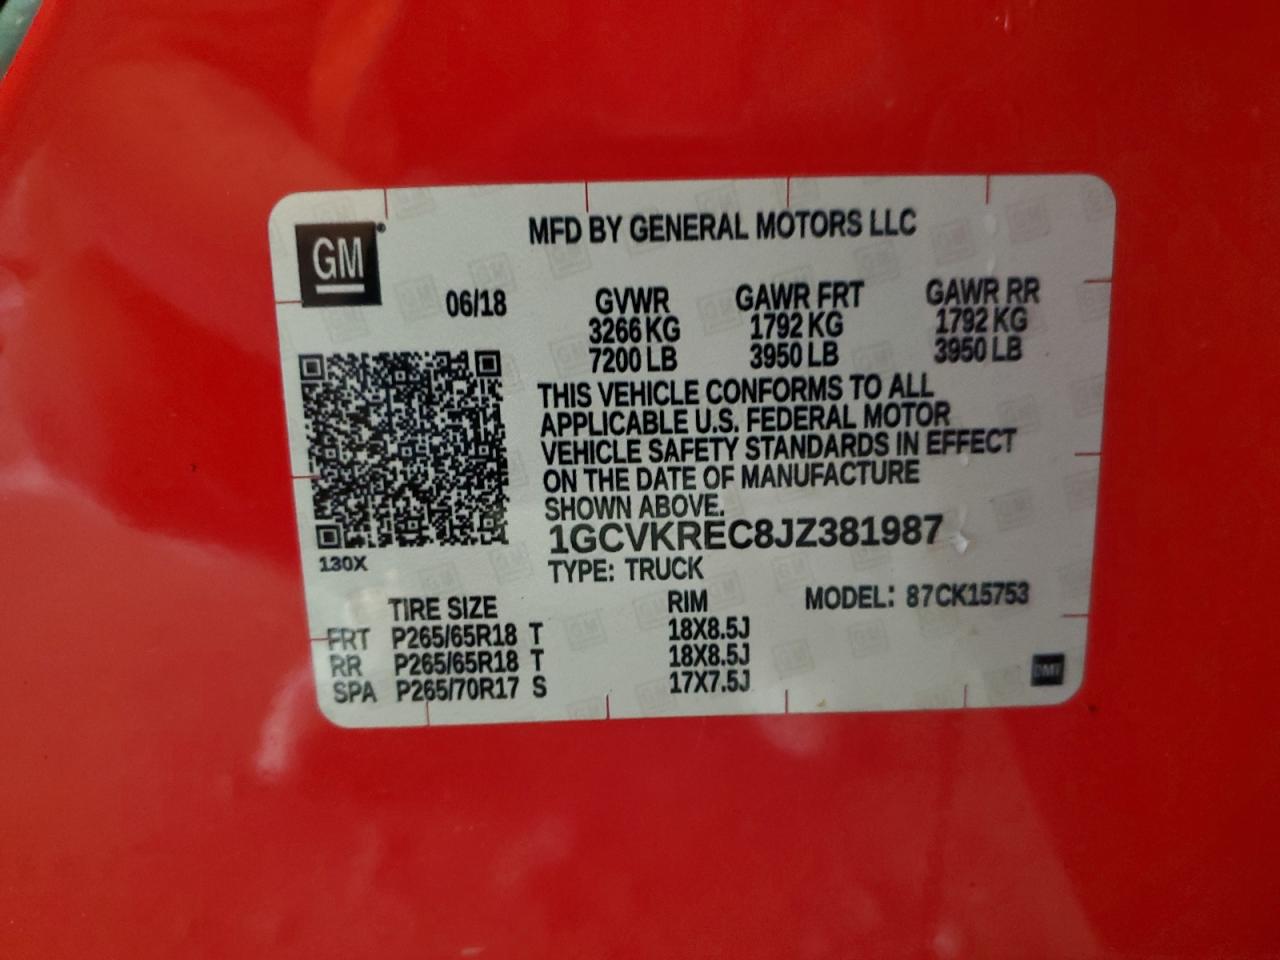 GM
MFD BY GENERAL MOTORS LLC
06/18
GVWR GAWR FRT GAWR RR
3266 KG 1792 KG 1792 KG
7200 LB 3950 LB 3950 LB
THIS VEHICLE CONFORMS TO ALL
APPLICABLE U.S. FEDERAL MOTOR
VEHICLE SAFETY STANDARDS IN EFFECT
ON THE DATE OF MANUFACTURE
SHOWN ABOVE.
1GCVKREC8JZ381987
130X
TYPE: TRUCK
MODEL: 87CK15753
TIRE SIZE RIM
FRT P265/65R18 T 18X8.5J
RR P265/65R18 T 18X8.5J
SPA P265/70R17 S 17X7.5J